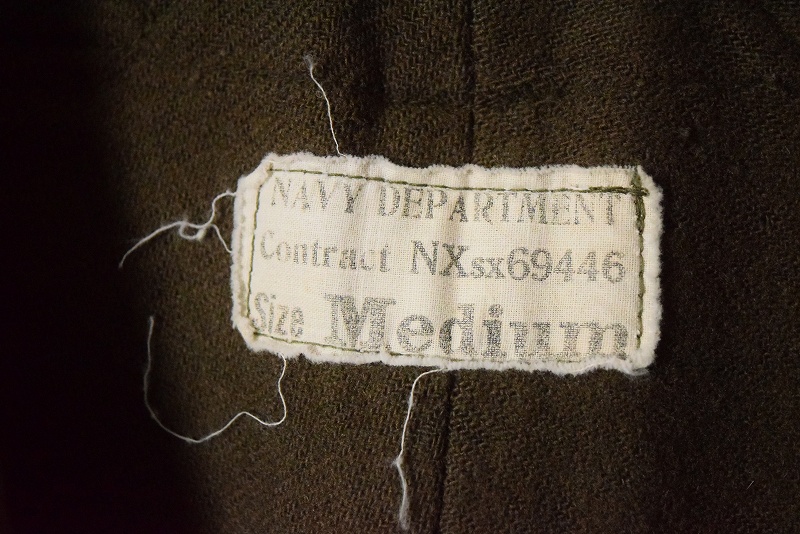 NAVY DEPARTMENT
Contract NXsx69446
Size Medium